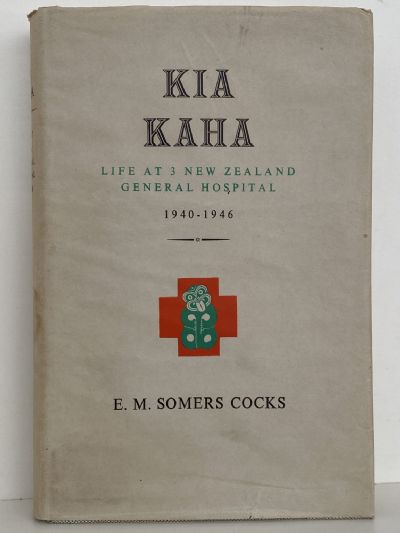 KIA
KAHA
LIFE AT 3 NEW ZEALAND
GENERAL HOSPITAL
1940-1946
E. M. SOMERS COCKS